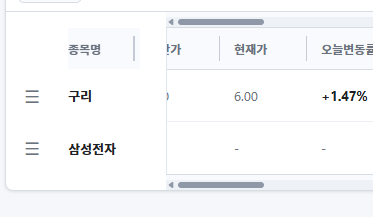 종목명 현재가 오늘변동률
구리 6.00 +1.47%
삼성전자 - -